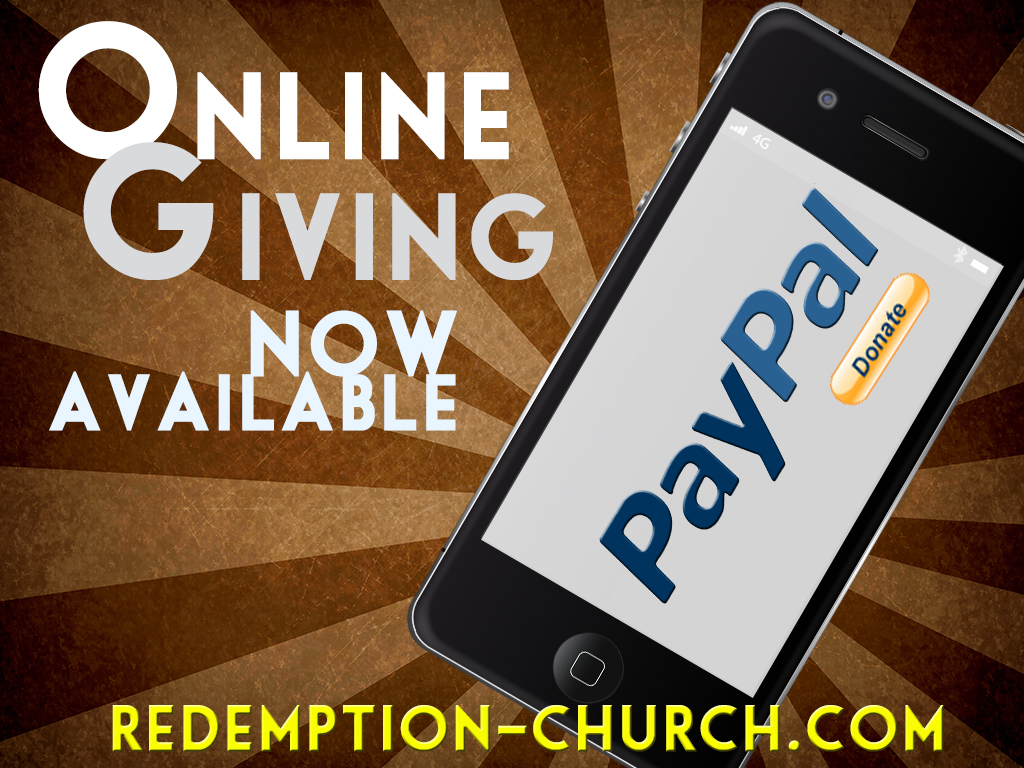 Online
Giving
NOW
AVAILABLE
4G
PayPal
Donate
REDEMPTION-CHURCH.COM